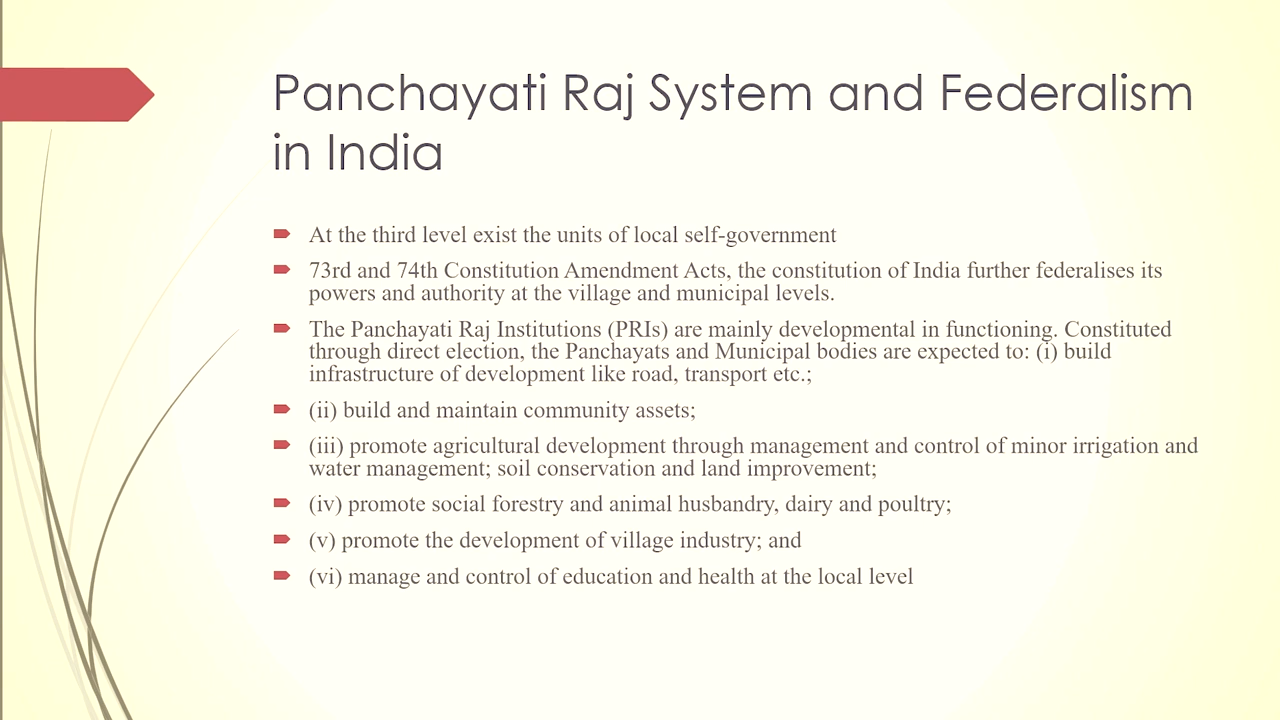 Panchayati Raj System and Federalism
in India
At the third level exist the units of local self-government
73rd and 74th Constitution Amendment Acts, the constitution of India further federalises its
powers and authority at the village and municipal levels.
The Panchayati Raj Institutions (PRIs) are mainly developmental in functioning. Constituted
through direct election, the Panchayats and Municipal bodies are expected to: (i) build
infrastructure of development like road, transport etc.;
(ii) build and maintain community assets;
(iii) promote agricultural development through management and control of minor irrigation and
water management; soil conservation and land improvement;
(iv) promote social forestry and animal husbandry, dairy and poultry;
(v) promote the development of village industry; and
(vi) manage and control of education and health at the local level